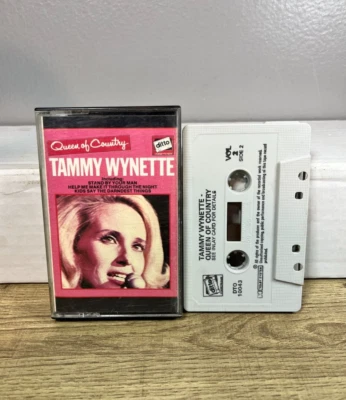 Queen of Country
ditto
TAMMY WYNETTE
including
STAND BY YOUR MAN
HELP ME MAKE IT THROUGH THE NIGHT
KIDS SAY THE DARNDEST THINGS
VOL 2
SIDE 2
TAMMY WYNETTE -
QUEEN OF COUNTRY
SEE INLAY CARD FOR DETAILS
ditto
DTO
10043